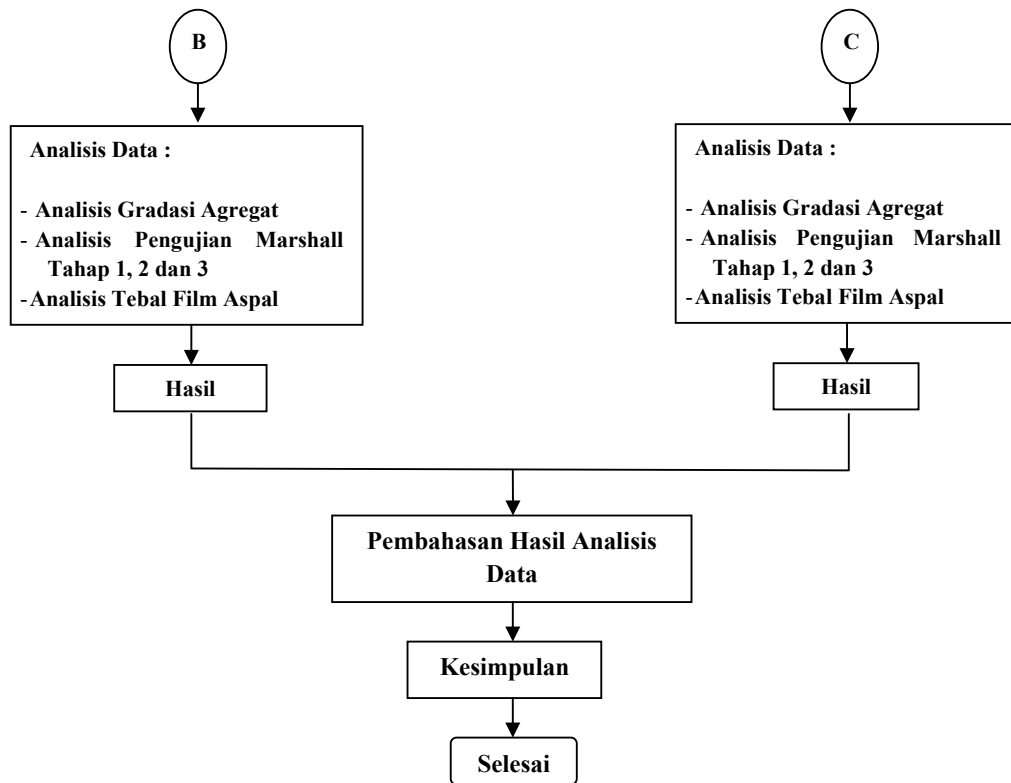 B
C
Analisis Data :
- Analisis Gradasi Agregat
- Analisis Pengujian Marshall
Tahap 1, 2 dan 3
- Analisis Tebal Film Aspal
Analisis Data :
- Analisis Gradasi Agregat
- Analisis Pengujian Marshall
Tahap 1, 2 dan 3
- Analisis Tebal Film Aspal
Hasil
Hasil
Pembahasan Hasil Analisis
Data
Kesimpulan
Selesai